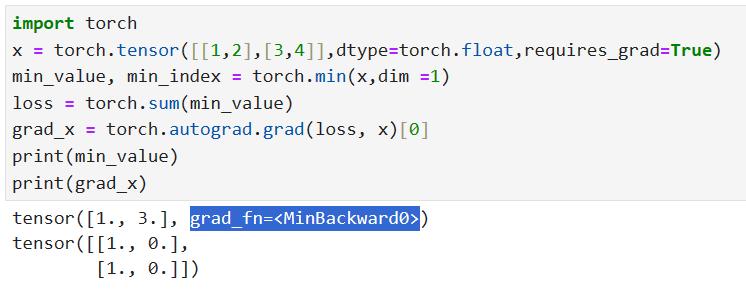 import torch
x = torch.tensor([[1,2],[3,4]],dtype=torch.float,requires_grad=True)
min_value, min_index = torch.min(x,dim =1)
loss = torch.sum(min_value)
grad_x = torch.autograd.grad(loss, x)[0]
print(min_value)
print(grad_x)
tensor([1., 3.], grad_fn=<MinBackward0>)
tensor([[1., 0.],
        [1., 0.]])